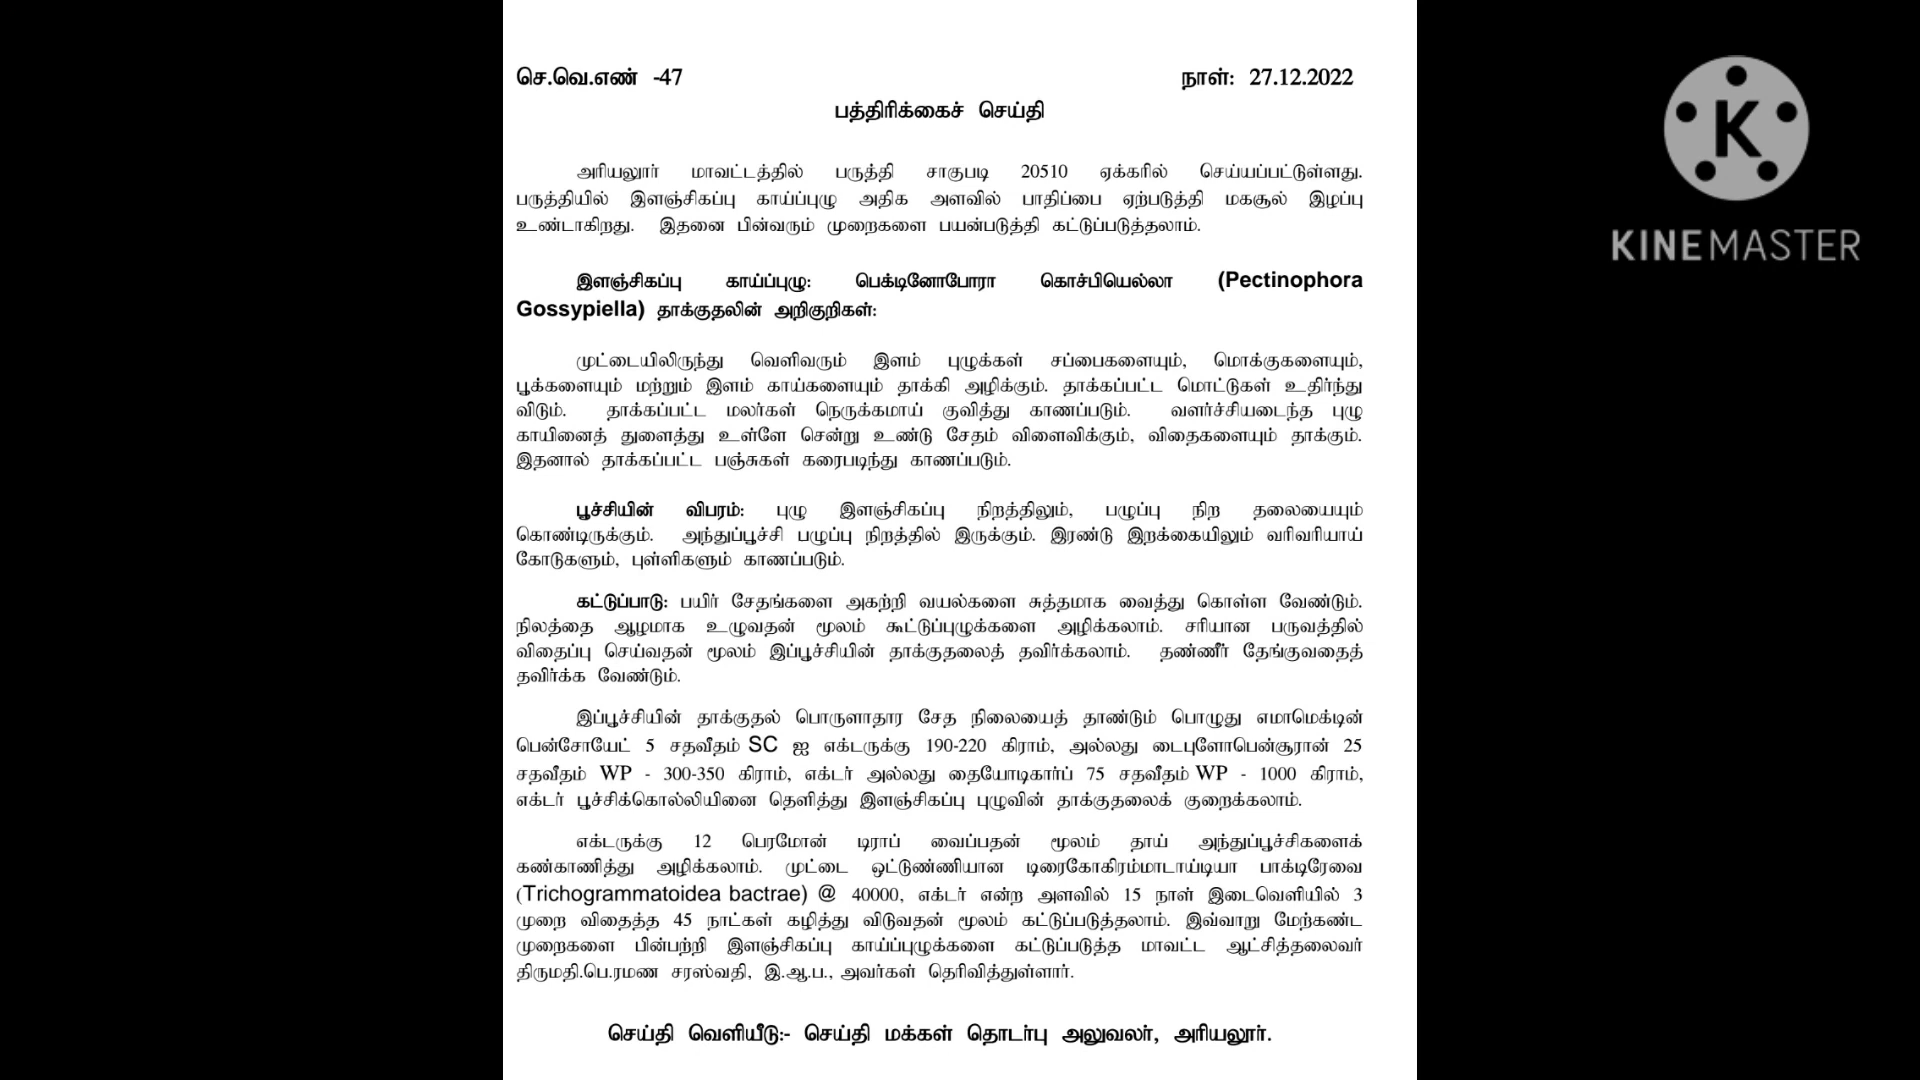 செ.வெ.எண் -47 நாள்: 27.12.2022
பத்திரிக்கைச் செய்தி
அரியலூர் மாவட்டத்தில் பருத்தி சாகுபடி 20510 ஏக்கரில் செய்யப்பட்டுள்ளது.
பருத்தியில் இளஞ்சிகப்பு காய்ப்புழு அதிக அளவில் பாதிப்பை ஏற்படுத்தி மகசூல் இழப்பு
உண்டாகிறது. இதனை பின்வரும் முறைகளை பயன்படுத்தி கட்டுப்படுத்தலாம்.
இளஞ்சிகப்பு காய்ப்புழு: பெக்டினோபோரா கொச்பியெல்லா (Pectinophora
Gossypiella) தாக்குதலின் அறிகுறிகள்:
முட்டையிலிருந்து வெளிவரும் இளம் புழுக்கள் சப்பைகளையும், மொக்குகளையும்,
பூக்களையும் மற்றும் இளம் காய்களையும் தாக்கி அழிக்கும். தாக்கப்பட்ட மொட்டுகள் உதிர்ந்து
விடும். தாக்கப்பட்ட மலர்கள் நெருக்கமாய் குவித்து காணப்படும். வளர்ச்சியடைந்த புழு
காயினைத் துளைத்து உள்ளே சென்று உண்டு சேதம் விளைவிக்கும், விதைகளையும் தாக்கும்.
இதனால் தாக்கப்பட்ட பஞ்சுகள் கரைபடிந்து காணப்படும்.
பூச்சியின் விபரம்: புழு இளஞ்சிகப்பு நிறத்திலும், பழுப்பு நிற தலையையும்
கொண்டிருக்கும். அந்துப்பூச்சி பழுப்பு நிறத்தில் இருக்கும். இரண்டு இறக்கையிலும் வரிவரியாய்
கோடுகளும், புள்ளிகளும் காணப்படும்.
கட்டுப்பாடு: பயிர் சேதங்களை அகற்றி வயல்களை சுத்தமாக வைத்து கொள்ள வேண்டும்.
நிலத்தை ஆழமாக உழுவதன் மூலம் கூட்டுப்புழுக்களை அழிக்கலாம். சரியான பருவத்தில்
விதைப்பு செய்வதன் மூலம் இப்பூச்சியின் தாக்குதலைத் தவிர்க்கலாம். தண்ணீர் தேங்குவதைத்
தவிர்க்க வேண்டும்.
இப்பூச்சியின் தாக்குதல் பொருளாதார சேத நிலையைத் தாண்டும் பொழுது எமாமெக்டின்
பென்சோயேட் 5 சதவீதம் SC ஐ எக்டருக்கு 190-220 கிராம், அல்லது டைபுளோபென்சூரான் 25
சதவீதம் WP - 300-350 கிராம், எக்டர் அல்லது தையோடிகார்ப் 75 சதவீதம் WP - 1000 கிராம்,
எக்டர் பூச்சிக்கொல்லியினை தெளித்து இளஞ்சிகப்பு புழுவின் தாக்குதலைக் குறைக்கலாம்.
எக்டருக்கு 12 பெரமோன் டிராப் வைப்பதன் மூலம் தாய் அந்துப்பூச்சிகளைக்
கண்காணித்து அழிக்கலாம். முட்டை ஒட்டுண்ணியான டிரைகோகிரம்மாடாய்டியா பாக்டிரேவை
(Trichogrammatoidea bactrae) @ 40000, எக்டர் என்ற அளவில் 15 நாள் இடைவெளியில் 3
முறை விதைத்த 45 நாட்கள் கழித்து விடுவதன் மூலம் கட்டுப்படுத்தலாம். இவ்வாறு மேற்கண்ட
முறைகளை பின்பற்றி இளஞ்சிகப்பு காய்ப்புழுக்களை கட்டுப்படுத்த மாவட்ட ஆட்சித்தலைவர்
திருமதி.பெ.ரமண சரஸ்வதி, இ.ஆ.ப., அவர்கள் தெரிவித்துள்ளார்.
செய்தி வெளியீடு:- செய்தி மக்கள் தொடர்பு அலுவலர், அரியலூர்.
K
KINEMASTER